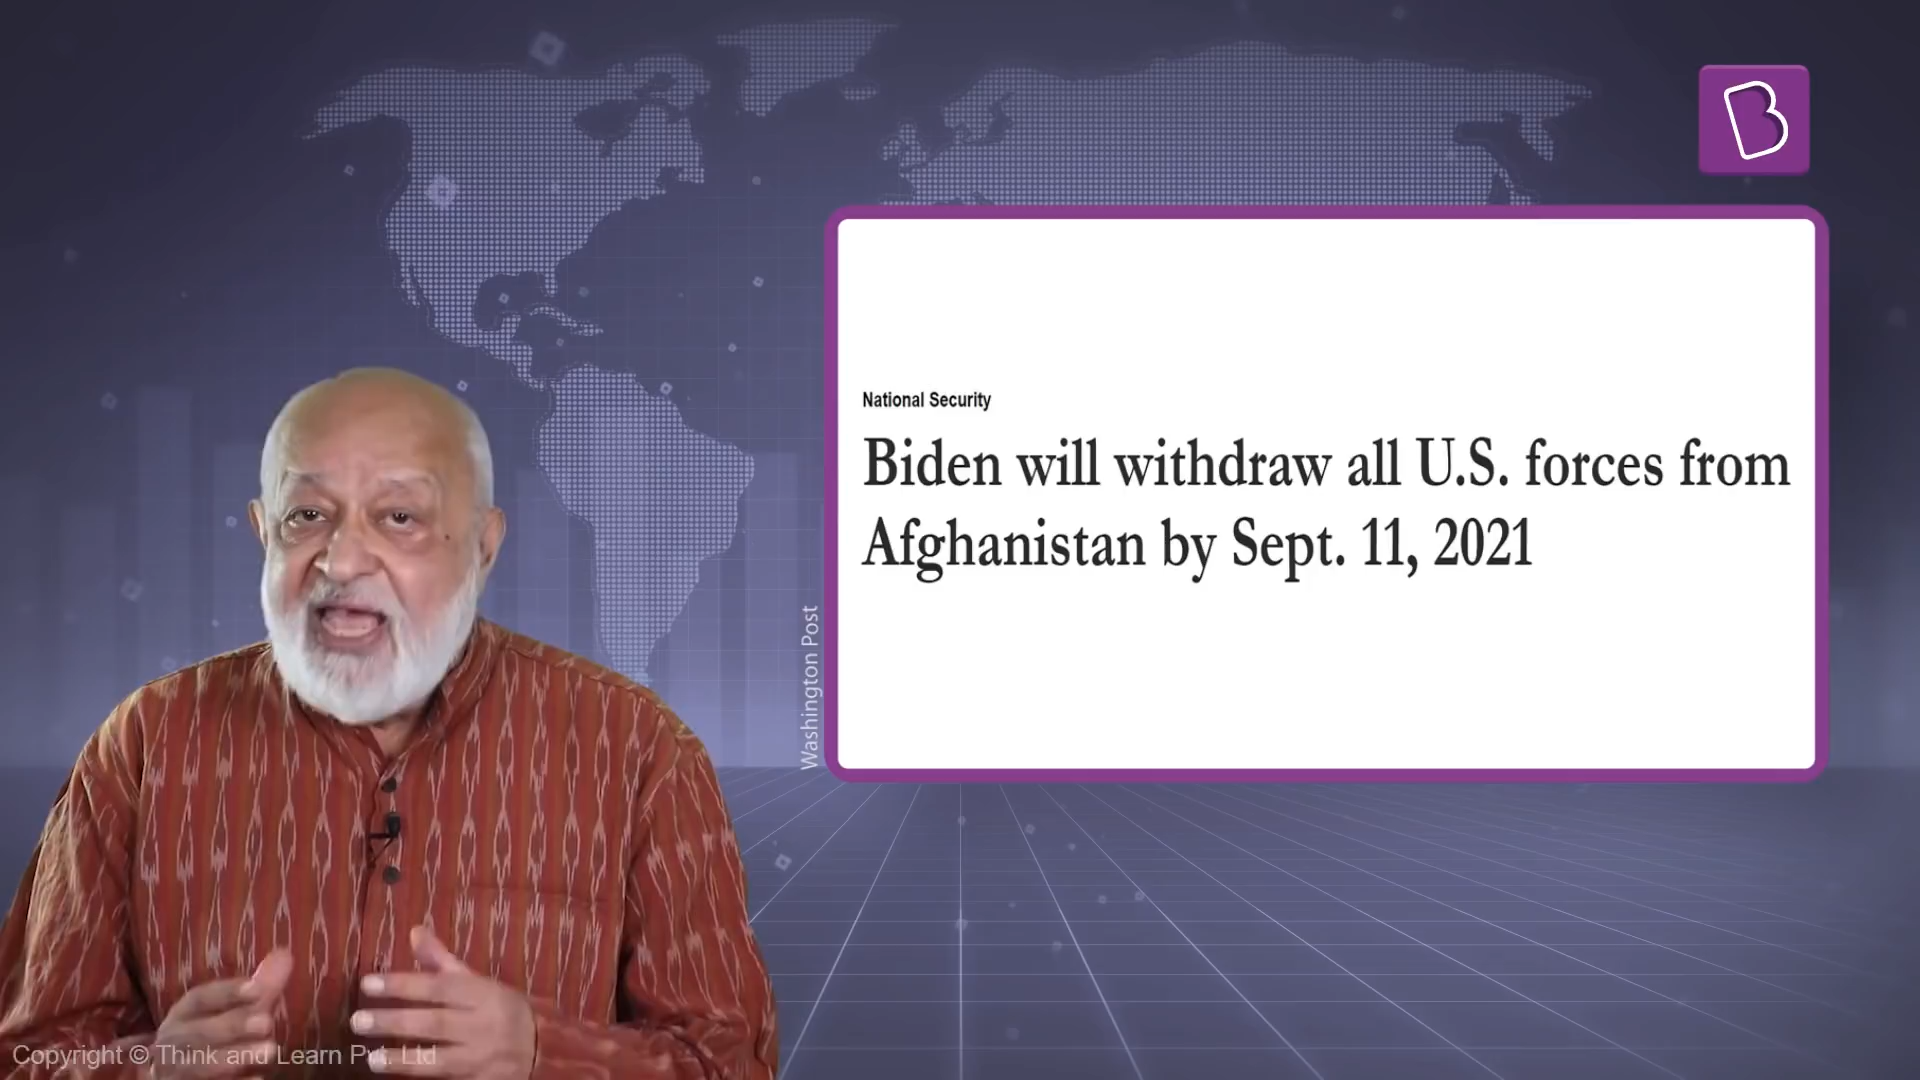 B
National Security
Biden will withdraw all U.S. forces from
Afghanistan by Sept. 11, 2021
Washington Post
Copyright © Think and Learn Pvt. Ltd